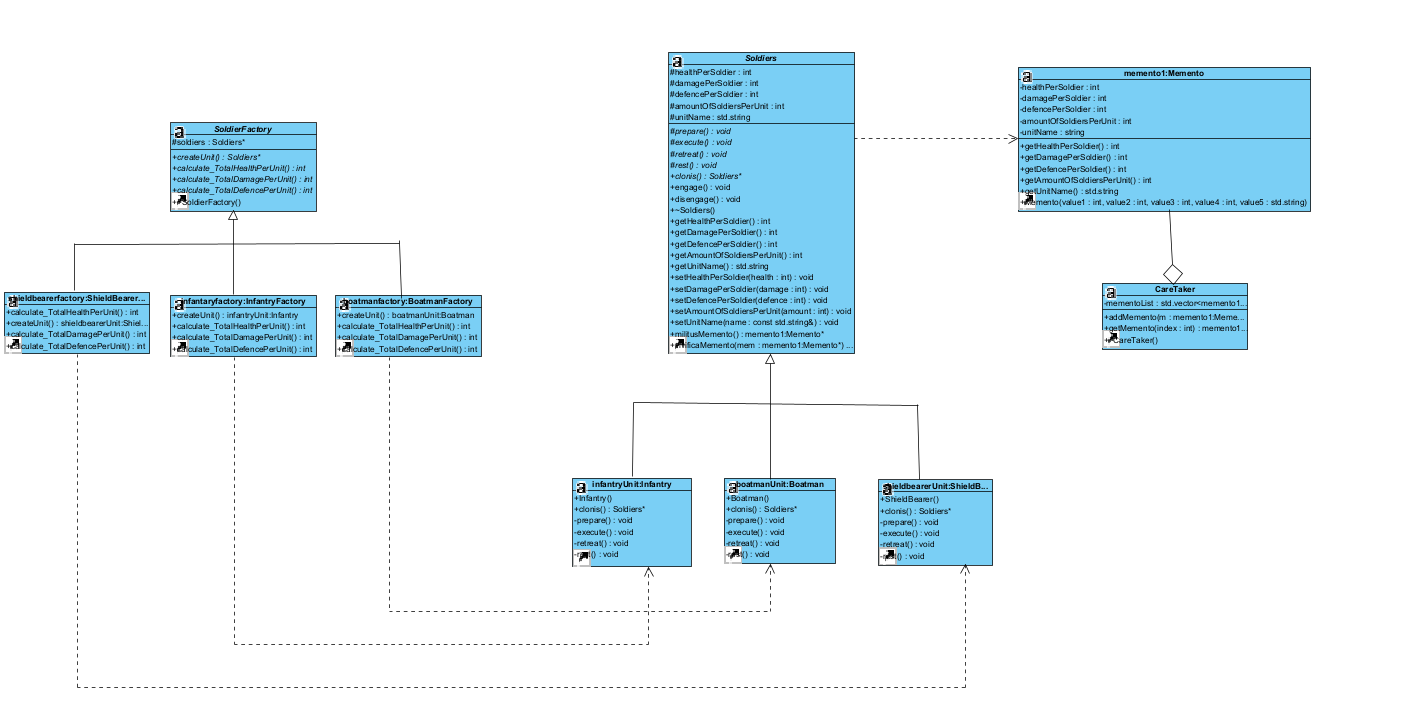 SoldierFactory
#soldiers : Soldiers*
+createUnit() : Soldiers*
+calculate_TotalHealthPerUnit() : int
+calculate_TotalDamagePerUnit() : int
+calculate_TotalDefencePerUnit() : int
SoldierFactory()
shieldbearerfactory:ShieldBearer...
+calculate_TotalHealthPerUnit() : int
+createUnit() : shieldbearerUnit:Shiel...
+calculate_TotalDamagePerUnit() : int
+calculate_TotalDefencePerUnit() : int
infantaryfactory:InfantryFactory
+createUnit() : infantryUnit:Infantry
+calculate_TotalHealthPerUnit() : int
+calculate_TotalDamagePerUnit() : int
+calculate_TotalDefencePerUnit() : int
boatmanfactory:BoatmanFactory
+createUnit() : boatmanUnit:Boatman
+calculate_TotalHealthPerUnit() : int
+calculate_TotalDamagePerUnit() : int
+calculate_TotalDefencePerUnit() : int
Soldiers
#healthPerSoldier : int
#damagePerSoldier : int
#defencePerSoldier : int
#amountOfSoldiersPerUnit : int
#unitName : std.string
#prepare() : void
#execute() : void
#retreat() : void
#rest() : void
+clonis() : Soldiers*
+engage() : void
+disengage() : void
+~Soldiers()
+getHealthPerSoldier() : int
+getDamagePerSoldier() : int
+getDefencePerSoldier() : int
+getAmountOfSoldiersPerUnit() : int
+getUnitName() : std.string
+setHealthPerSoldier(health : int) : void
+setDamagePerSoldier(damage : int) : void
+setDefencePerSoldier(defence : int) : void
+setAmountOfSoldiersPerUnit(amount : int) : void
+setUnitName(name : const std.string&) : void
+militusMemento() : memento1:Memento*
(mem : memento1:Memento*) ...
memento1:Memento
-healthPerSoldier : int
-damagePerSoldier : int
-defencePerSoldier : int
-amountOfSoldiersPerUnit : int
-unitName : string
+getHealthPerSoldier() : int
+getDamagePerSoldier() : int
+getDefencePerSoldier() : int
+getAmountOfSoldiersPerUnit() : int
+getUnitName() : std.string
+Memento(value1 : int, value2 : int, value3 : int, value4 : int, value5 : std.string)
CareTaker
-mementoList : std.vector<memento1...
+addMemento(m : memento1:Meme...
+getMemento(index : int) : memento1...
CareTaker()
infantryUnit:Infantry
+Infantry()
+clonis() : Soldiers*
-prepare() : void
-execute() : void
-retreat() : void
-rest() : void
boatmanUnit:Boatman
+Boatman()
+clonis() : Soldiers*
-prepare() : void
-execute() : void
-retreat() : void
-rest() : void
shieldbearerUnit:ShieldB...
+ShieldBearer()
+clonis() : Soldiers*
-prepare() : void
-execute() : void
-retreat() : void
-rest() : void